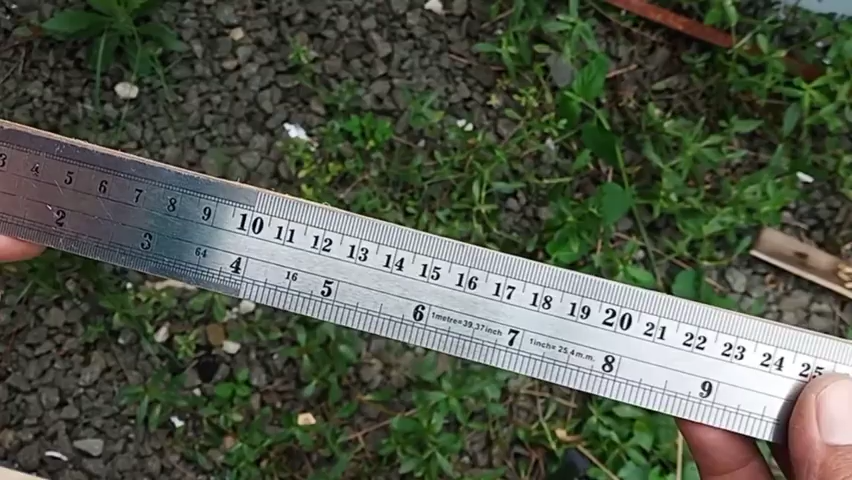 3 4 5 6 7 8 9 10 11 12 13 14 15 16 17 18 19 20 21 22 23 24 25
2 3 64 4 16 5 6 1metre=39.37inch 7 1inch= 25.4m.m. 8 9